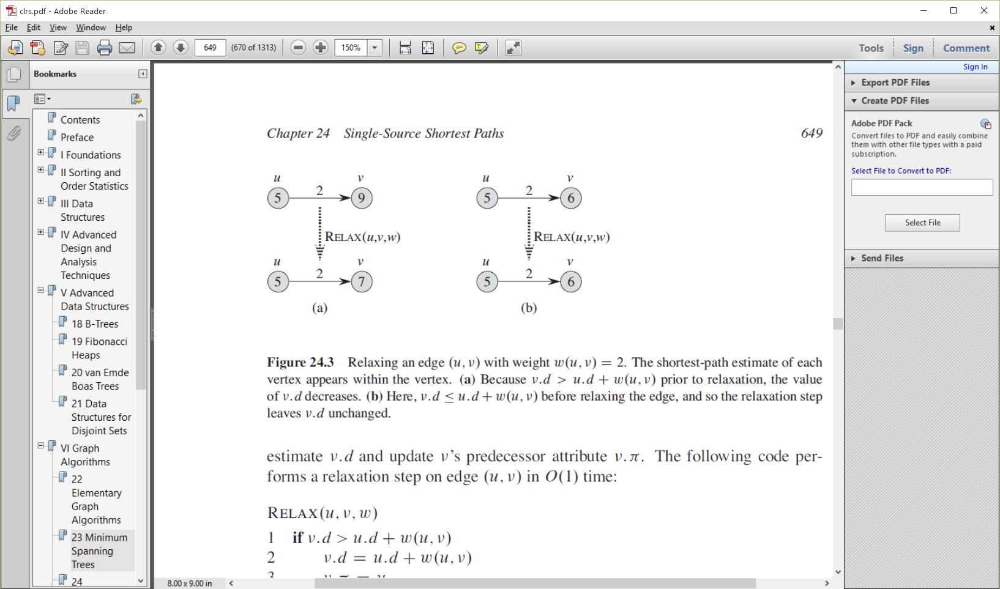 clrs.pdf - Adobe Reader
File Edit View Window Help
649 (670 of 1313) 150% Tools Sign Comment
Bookmarks
Contents
Preface
I Foundations
II Sorting and
Order Statistics
III Data
Structures
IV Advanced
Design and
Analysis
Techniques
V Advanced
Data Structures
18 B-Trees
19 Fibonacci
Heaps
20 van Emde
Boas Trees
21 Data
Structures for
Disjoint Sets
VI Graph
Algorithms
22
Elementary
Graph
Algorithms
23 Minimum
Spanning
Trees
24
Chapter 24 Single-Source Shortest Paths 649
u v u v
5 2 9 5 2 6
RELAX(u,v,w) RELAX(u,v,w)
u v u v
5 2 7 5 2 6
(a) (b)
Figure 24.3 Relaxing an edge (u, v) with weight w(u, v) = 2. The shortest-path estimate of each
vertex appears within the vertex. (a) Because v.d > u.d + w(u, v) prior to relaxation, the value
of v.d decreases. (b) Here, v.d ≤ u.d + w(u, v) before relaxing the edge, and so the relaxation step
leaves v.d unchanged.
estimate v.d and update v's predecessor attribute v.π. The following code per-
forms a relaxation step on edge (u, v) in O(1) time:
RELAX(u, v, w)
1 if v.d > u.d + w(u, v)
2 v.d = u.d + w(u, v)
8.00 x 9.00 in
Sign In
Export PDF Files
Create PDF Files
Adobe PDF Pack
Convert files to PDF and easily combine
them with other file types with a paid
subscription.
Select File to Convert to PDF:
Select File
Send Files